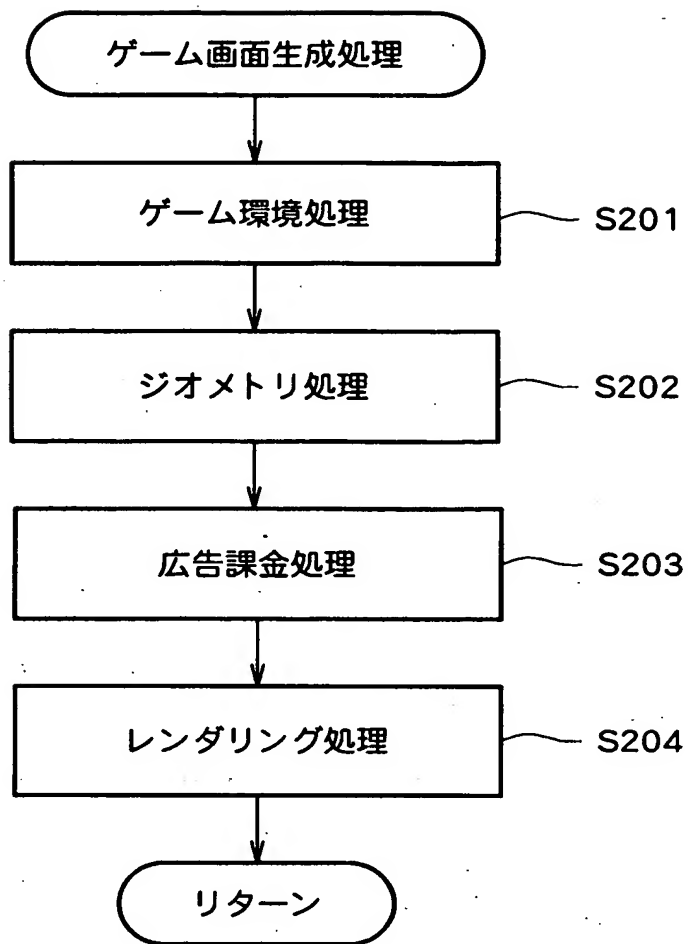 ゲーム画面生成処理
ゲーム環境処理
S201
ジオメトリ処理
S202
広告課金処理
S203
レンダリング処理
S204
リターン